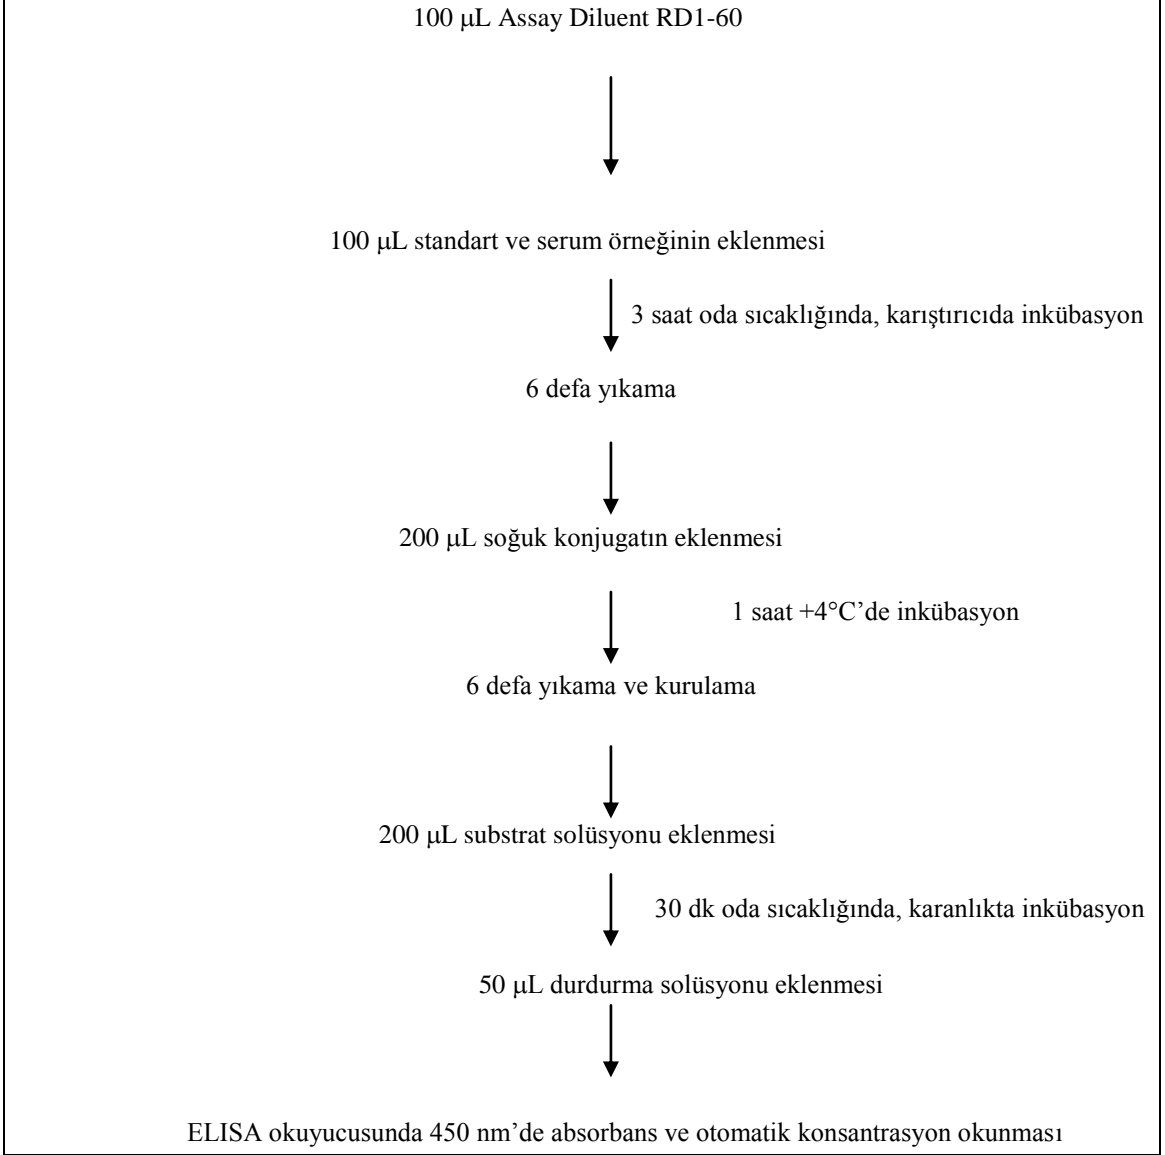 100 µL Assay Diluent RD1-60
100 µL standart ve serum örneğinin eklenmesi
3 saat oda sıcaklığında, karıştırıcıda inkübasyon
6 defa yıkama
200 µL soğuk konjugatın eklenmesi
1 saat +4°C’de inkübasyon
6 defa yıkama ve kurulama
200 µL substrat solüsyonu eklenmesi
30 dk oda sıcaklığında, karanlıkta inkübasyon
50 µL durdurma solüsyonu eklenmesi
ELISA okuyucusunda 450 nm’de absorbans ve otomatik konsantrasyon okunması